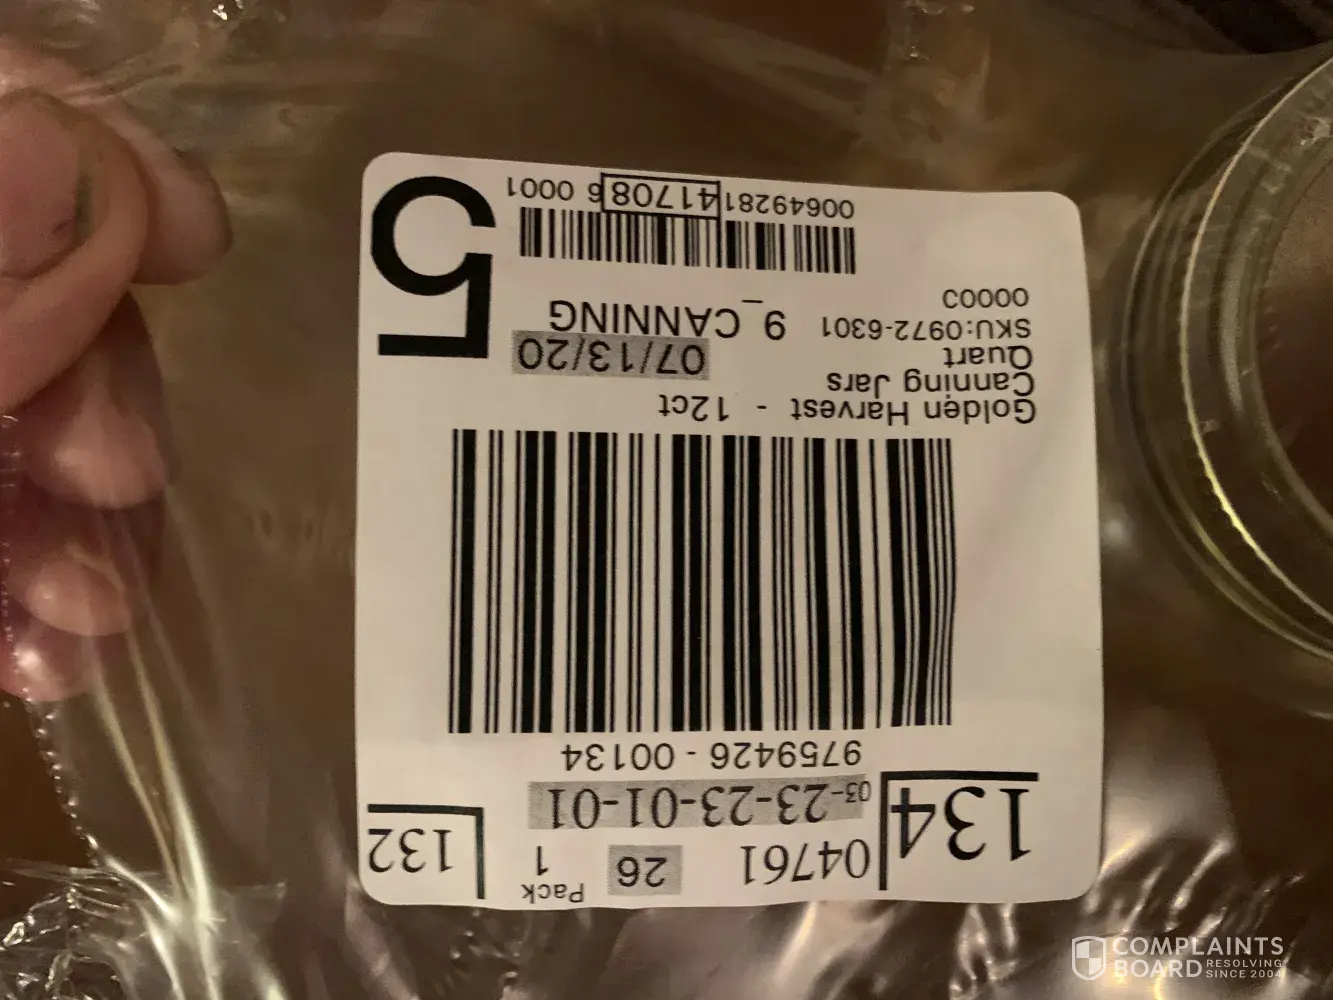 134 04761 26 Pack 1 132
03-23-23-01-01
9759426 - 00134
Golden Harvest - 12ct
Canning Jars
Quart 07/13/20
SKU:0972-6301 9_CANNING
00000
5
00649281 41708 6 0001
COMPLAINTS
BOARD RESOLVING
SINCE 2004